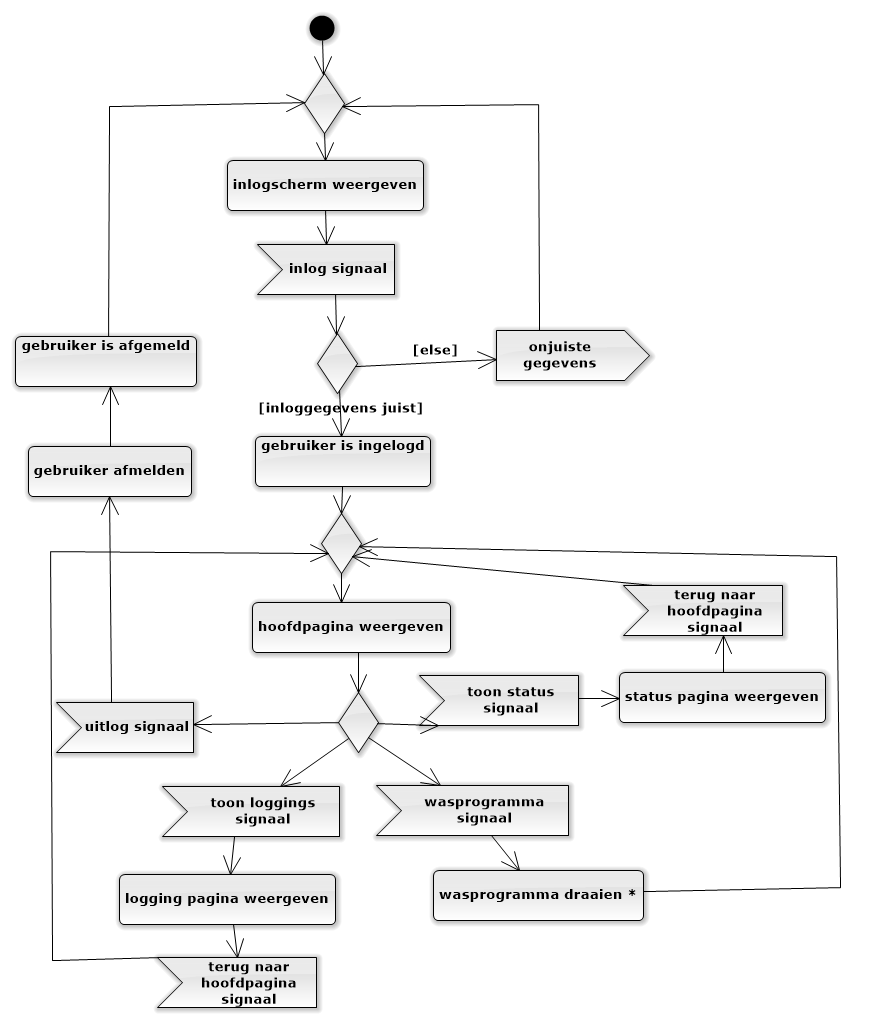 inlogscherm weergeven
inlog signaal
gebruiker is afgemeld
[else]
onjuiste
gegevens
[inloggegevens juist]
gebruiker is ingelogd
gebruiker afmelden
terug naar
hoofdpagina
signaal
hoofdpagina weergeven
toon status
signaal
status pagina weergeven
uitlog signaal
toon loggings
signaal
wasprogramma
signaal
logging pagina weergeven
wasprogramma draaien *
terug naar
hoofdpagina
signaal